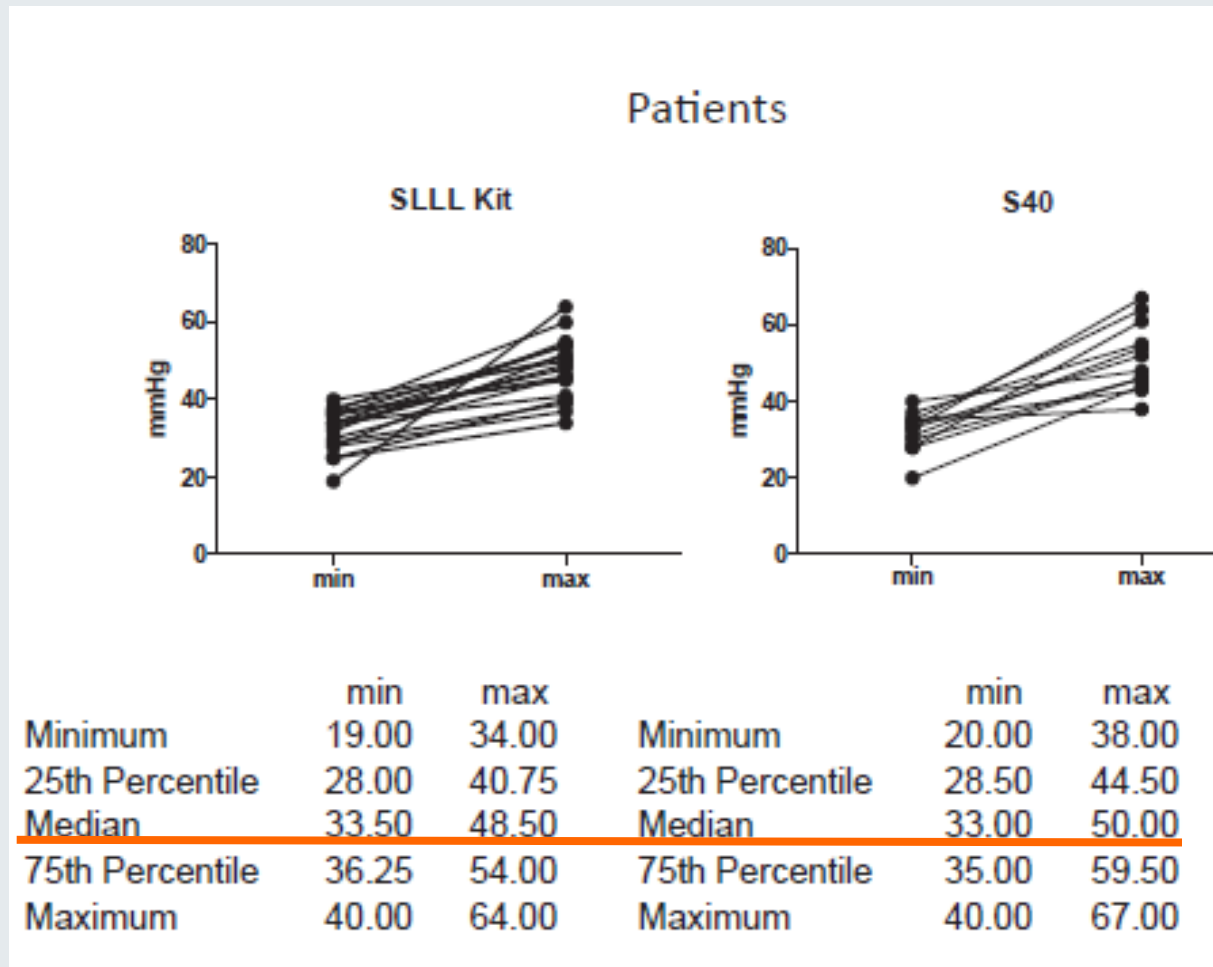 Patients
SLLL Kit
S40
80
60
40
20
0
mmHg
min max
80
60
40
20
0
mmHg
min max
min max min max
Minimum 19.00 34.00 Minimum 20.00 38.00
25th Percentile 28.00 40.75 25th Percentile 28.50 44.50
Median 33.50 48.50 Median 33.00 50.00
75th Percentile 36.25 54.00 75th Percentile 35.00 59.50
Maximum 40.00 64.00 Maximum 40.00 67.00